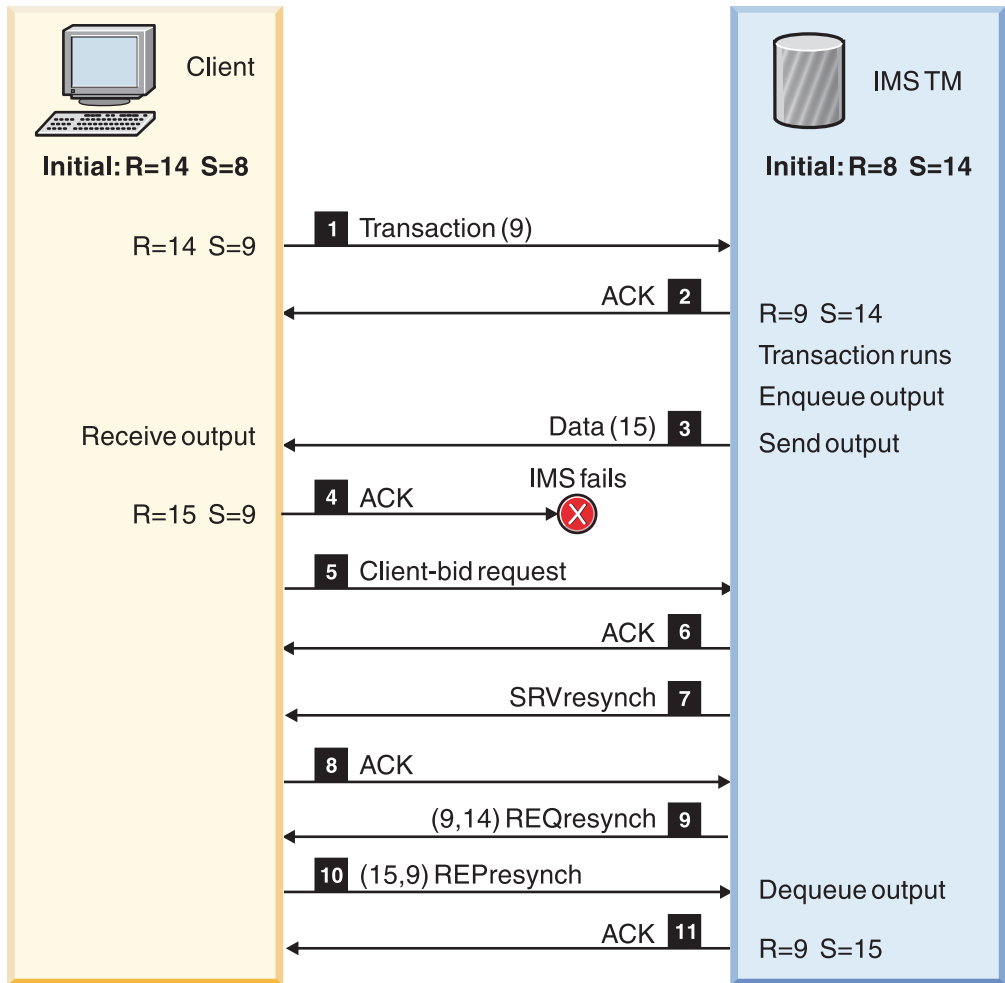 Client
IMS TM
Initial: R=14 S=8
Initial: R=8 S=14
1 Transaction (9)
R=14 S=9
ACK 2
R=9 S=14
Transaction runs
Enqueue output
Data (15) 3
Receive output
Send output
IMS fails
4 ACK
R=15 S=9
X
5 Client-bid request
ACK 6
SRVresynch 7
8 ACK
(9,14) REQresynch 9
10 (15,9) REPresynch
Dequeue output
ACK 11
R=9 S=15